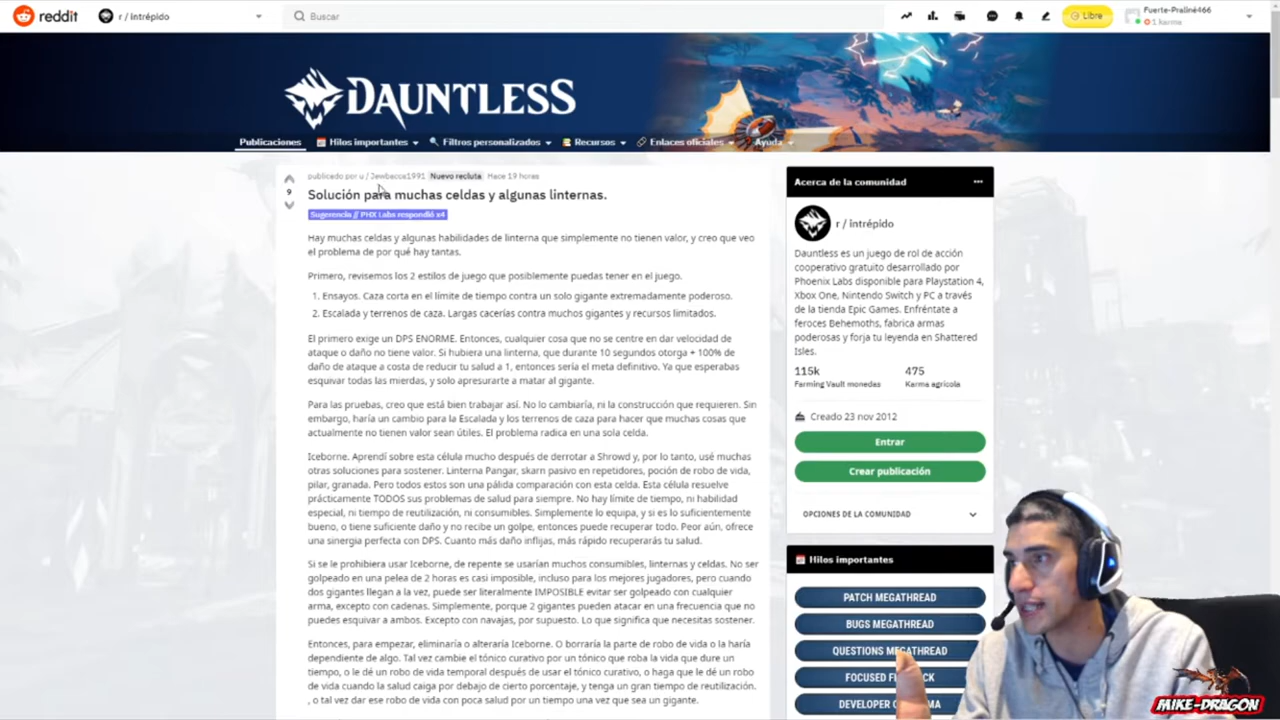 reddit
r / intrépido
Buscar
Libre
Fuerte-Praliné466
1 karma
DAUNTLESS
Publicaciones
Hilos importantes
Filtros personalizados
Recursos
Enlaces oficiales
Ayuda
publicado por u / Jewbacca1991 Nuevo recluta Hace 19 horas
9
Solución para muchas celdas y algunas linternas.
Sugerencia // PHX Labs respondió x4
Hay muchas celdas y algunas habilidades de linterna que simplemente no tienen valor, y creo que veo
el problema de por qué hay tantas.
Primero, revisemos los 2 estilos de juego que posiblemente puedas tener en el juego.
1. Ensayos. Caza corta en el límite de tiempo contra un solo gigante extremadamente poderoso.
2. Escalada y terrenos de caza. Largas cacerías contra muchos gigantes y recursos limitados.
El primero exige un DPS ENORME. Entonces, cualquier cosa que no se centre en dar velocidad de
ataque o daño no tiene valor. Si hubiera una linterna, que durante 10 segundos otorga + 100% de
daño de ataque a costa de reducir tu salud a 1, entonces sería el meta definitivo. Ya que esperabas
esquivar todas las mierdas, y solo apresurarte a matar al gigante.
Para las pruebas, creo que está bien trabajar así. No lo cambiaría, ni la construcción que requieren. Sin
embargo, haría un cambio para la Escalada y los terrenos de caza para hacer que muchas cosas que
actualmente no tienen valor sean útiles. El problema radica en una sola celda.
Iceborne. Aprendí sobre esta célula mucho después de derrotar a Shrowd y, por lo tanto, usé muchas
otras soluciones para sostener. Linterna Pangar, skarn pasivo en repetidores, poción de robo de vida,
pilar, granada. Pero todos estos son una pálida comparación con esta celda. Esta célula resuelve
prácticamente TODOS sus problemas de salud para siempre. No hay límite de tiempo, ni habilidad
especial, ni tiempo de reutilización, ni consumibles. Simplemente lo equipa, y si es lo suficientemente
bueno, o tiene suficiente daño y no recibe un golpe, entonces puede recuperar todo. Peor aún, ofrece
una sinergia perfecta con DPS. Cuanto más daño inflijas, más rápido recuperarás tu salud.
Si se le prohibiera usar Iceborne, de repente se usarían muchos consumibles, linternas y celdas. No ser
golpeado en una pelea de 2 horas es casi imposible, incluso para los mejores jugadores, pero cuando
dos gigantes llegan a la vez, puede ser literalmente IMPOSIBLE evitar ser golpeado con cualquier
arma, excepto con cadenas. Simplemente, porque 2 gigantes pueden atacar en una frecuencia que no
puedes esquivar a ambos. Excepto con navajas, por supuesto. Lo que significa que necesitas sostener.
Entonces, para empezar, eliminaría o alteraría Iceborne. O borraría la parte de robo de vida o la haría
dependiente de algo. Tal vez cambie el tónico curativo por un tónico que roba la vida que dure un
tiempo, o le dé un robo de vida temporal después de usar el tónico curativo, o haga que le dé un robo
de vida cuando la salud caiga por debajo de cierto porcentaje, y tenga un gran tiempo de reutilización.
, o tal vez dar ese robo de vida con poca salud por un tiempo una vez que sea un gigante.
Acerca de la comunidad
r / intrépido
Dauntless es un juego de rol de acción
cooperativo gratuito desarrollado por
Phoenix Labs disponible para Playstation 4,
Xbox One, Nintendo Switch y PC a través
de la tienda Epic Games. Enfréntate a
feroces Behemoths, fabrica armas
poderosas y forja tu leyenda en Shattered
Isles.
115k 475
Farming Vault monedas Karma agrícola
Creado 23 nov 2012
Entrar
Crear publicación
OPCIONES DE LA COMUNIDAD
Hilos importantes
PATCH MEGATHREAD
BUGS MEGATHREAD
QUESTIONS MEGATHREAD
FOCUSED
DEVELOPER
MIKE-DRAGON